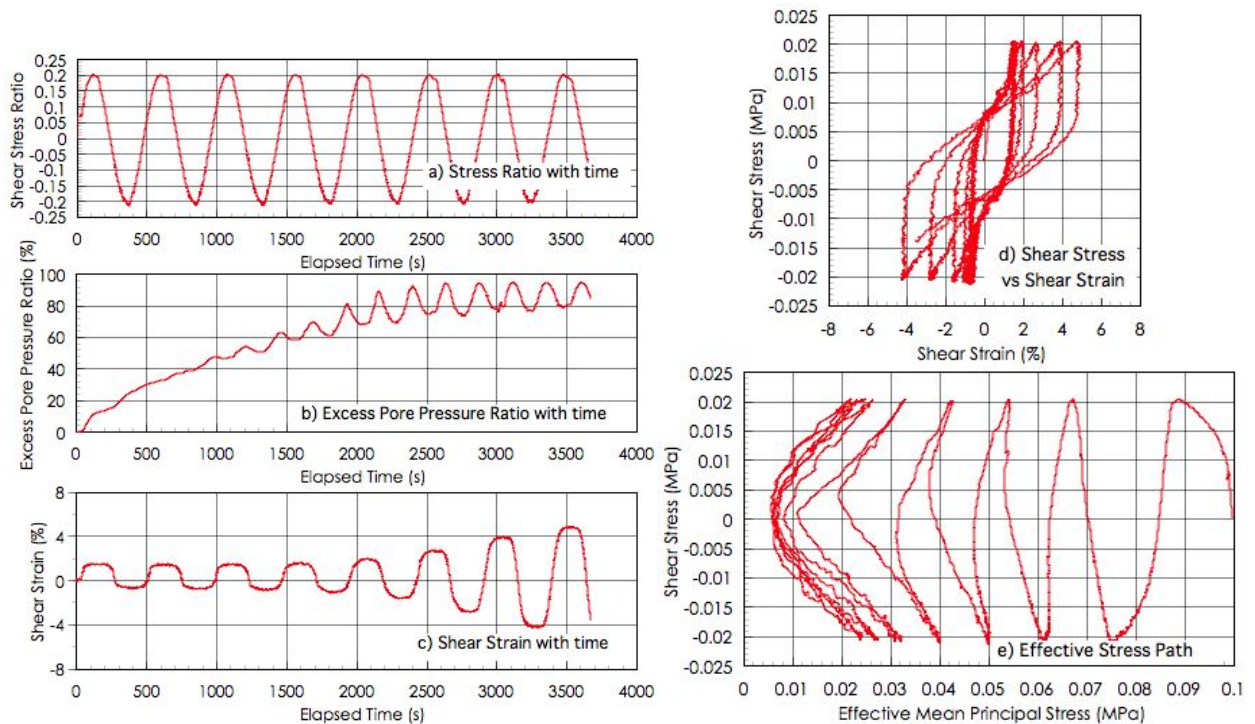 0.25
0.20
0.15
0.1
0.05
0
-0.05
-0.1
-0.15
-0.2
-0.25
Shear Stress Ratio
a) Stress Ratio with time
0 500 1000 1500 2000 2500 3000 3500 4000
Elapsed Time (s)
100
80
60
40
20
0
Excess Pore Pressure Ratio (%)
b) Excess Pore Pressure Ratio with time
0 500 1000 1500 2000 2500 3000 3500 4000
Elapsed Time (s)
8
4
0
-4
-8
Shear Strain (%)
c) Shear Strain with time
0 500 1000 1500 2000 2500 3000 3500 4000
Elapsed Time (s)
0.025
0.02
0.015
0.01
0.005
0
-0.005
-0.01
-0.015
-0.02
-0.025
Shear Stress (MPa)
d) Shear Stress
vs Shear Strain
-8 -6 -4 -2 0 2 4 6 8
Shear Strain (%)
0.025
0.02
0.015
0.01
0.005
0
-0.005
-0.01
-0.015
-0.02
-0.025
Shear Stress (MPa)
e) Effective Stress Path
0 0.01 0.02 0.03 0.04 0.05 0.06 0.07 0.08 0.09 0.1
Effective Mean Principal Stress (MPa)